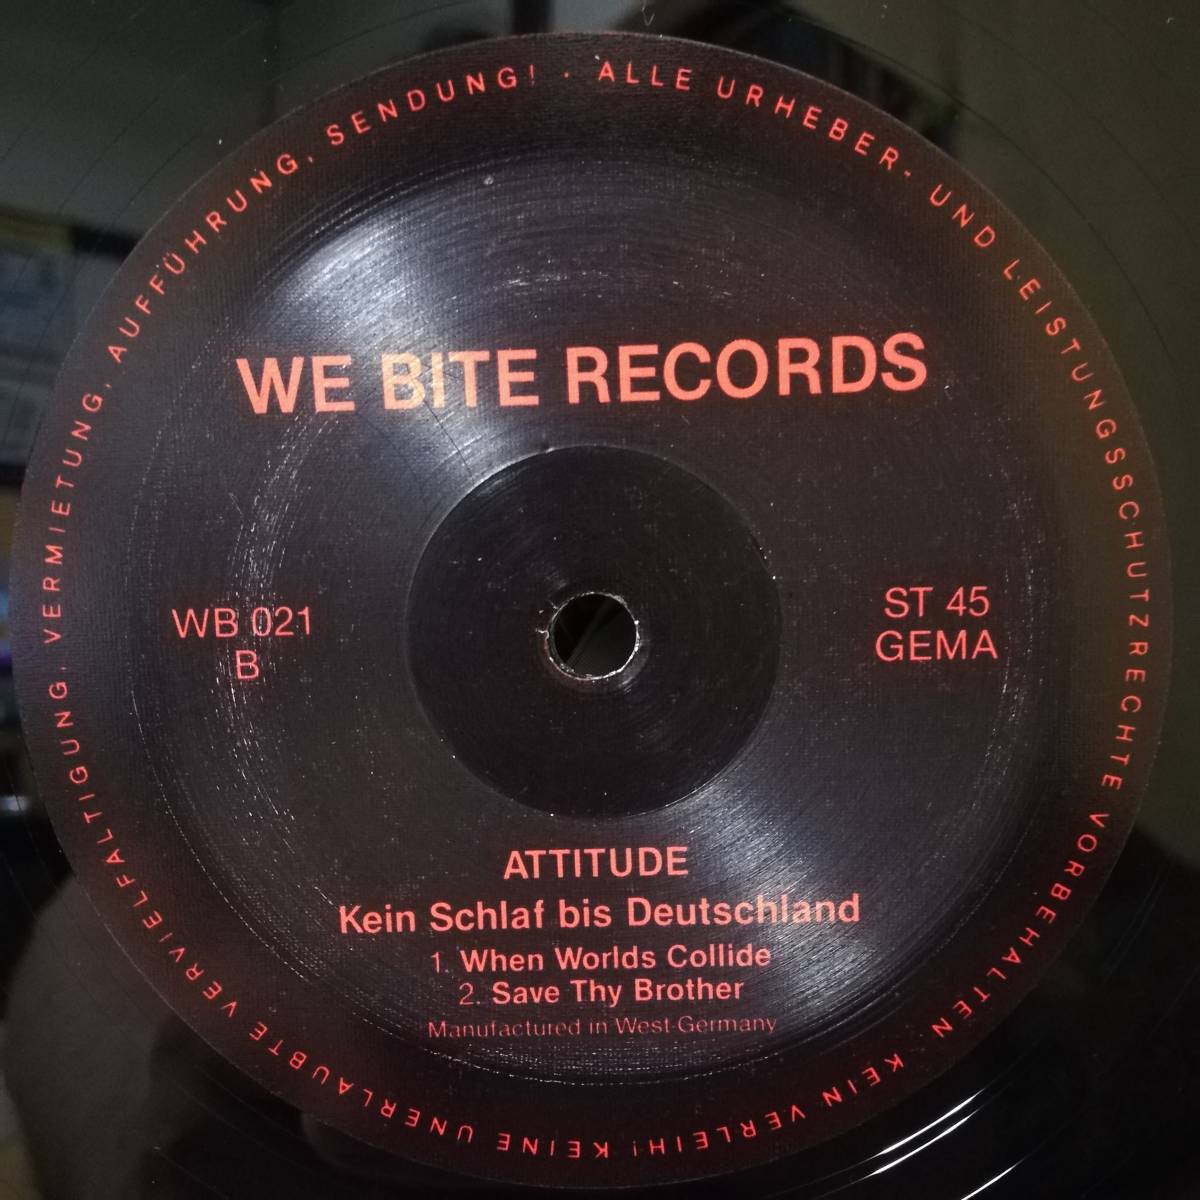 ALLE URHEBER- UND LEISTUNGSSCHUTZRECHTE VORBEHALTEN. KEIN VERLEIH! KEINE UNERLAUBTE VERVIELFALTIGUNG, VERMIETUNG, AUFFÜHRUNG, SENDUNG! ·
WE BITE RECORDS
WB 021
B
ST 45
GEMA
ATTITUDE
Kein Schlaf bis Deutschland
1. When Worlds Collide
2. Save Thy Brother
Manufactured in West-Germany